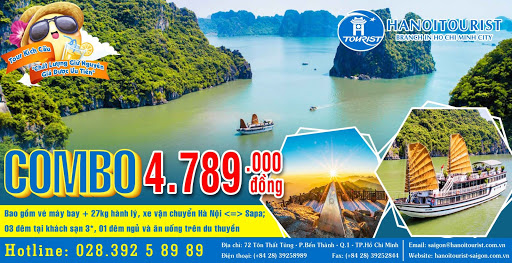 Tour Kích Cầu
"Chất Lượng Giữ Nguyên
Giá Được Ưu Tiên"
TOURIST
HANOITOURIST
BRANCH IN HO CHI MINH CITY
COMBO 4.789.000 đồng
Bao gồm vé máy bay + 27kg hành lý, xe vận chuyển Hà Nội <=> Sapa;
03 đêm tại khách sạn 3*, 01 đêm ngủ và ăn uống trên du thuyền
Hotline: 028.392 5 89 89
Địa chỉ: 72 Tôn Thất Tùng - P.Bến Thành - Q.1 - TP.Hồ Chí Minh
Điện thoại: (+84 28) 39258989 Fax: (+84 28) 39252844
Email: saigon@hanoitourist.com.vn
Website: hanoitourist-saigon.com.vn